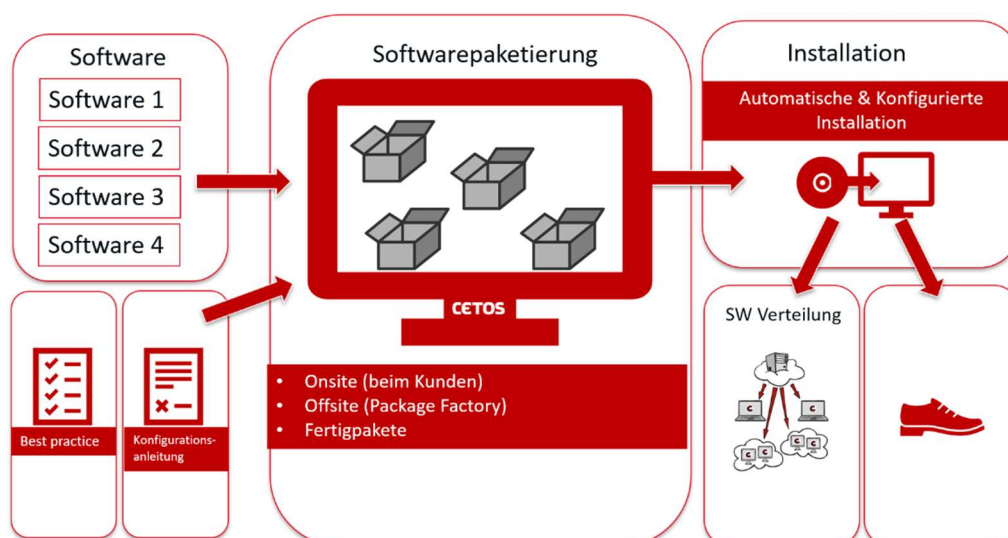 Software
Software 1
Software 2
Software 3
Software 4
Best practice
Konfigurations-
anleitung
Softwarepaketierung
CETOS
• Onsite (beim Kunden)
• Offsite (Package Factory)
• Fertigpakete
Installation
Automatische & Konfigurierte
Installation
SW Verteilung